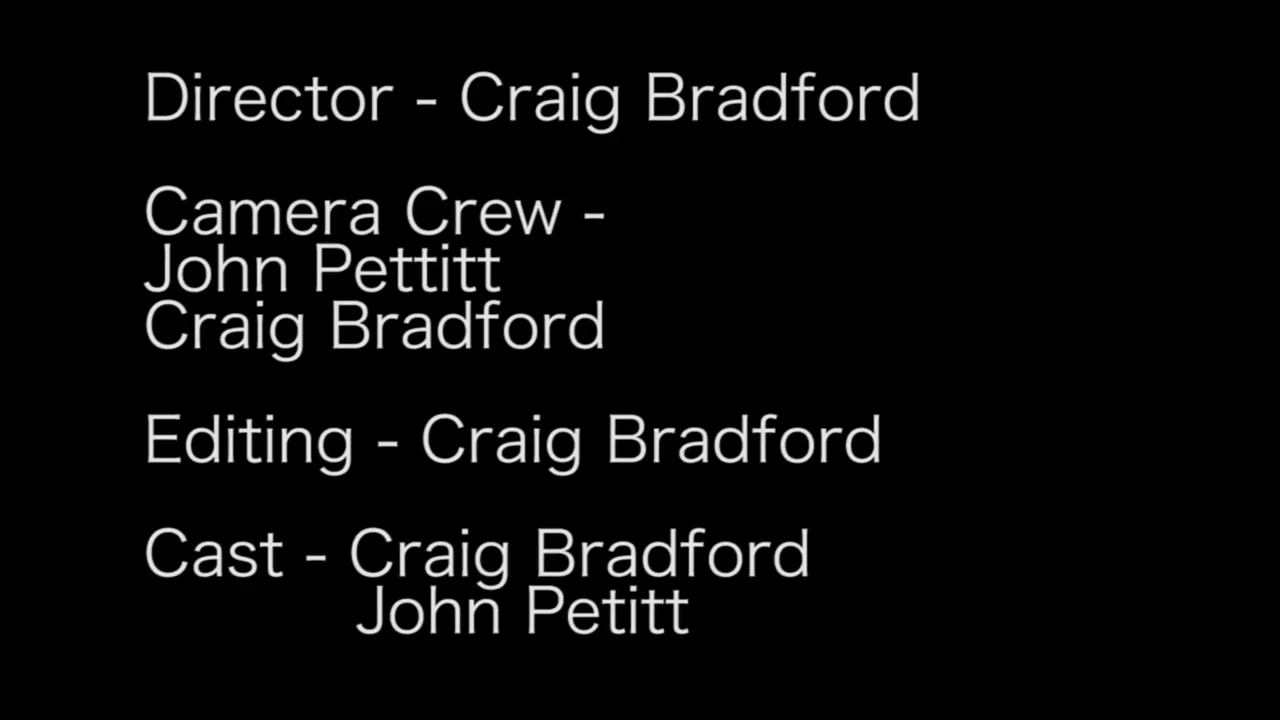 Director - Craig Bradford
Camera Crew -
John Pettitt
Craig Bradford
Editing - Craig Bradford
Cast - Craig Bradford
John Petitt